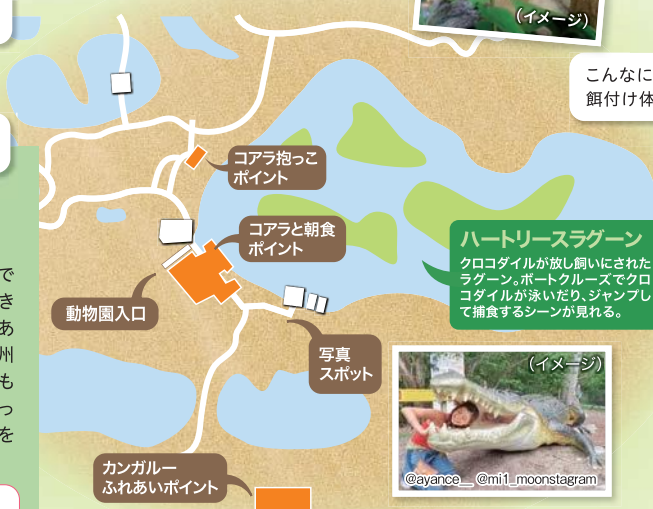 (イメージ)
こんなに
餌付け体
コアラ抱っこ
ポイント
コアラと朝食
ポイント
ハートリースラグーン
クロコダイルが放し飼いにされた
ラグーン。ボートクルーズでクロ
コダイルが泳いだり、ジャンプし
て捕食するシーンが見れる。
動物園入口
写真
スポット
(イメージ)
@ayance__ @mi1_moonstagram
カンガルー
ふれあいポイント
で
き
あ
州
も
っ
を